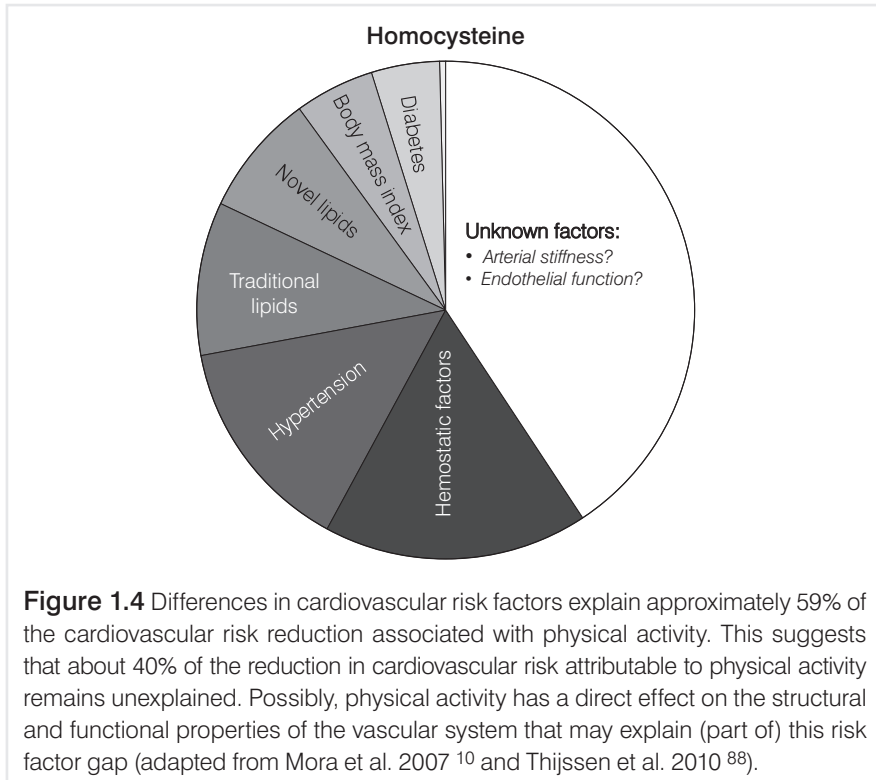 Homocysteine
Diabetes
Body mass index
Novel lipids
Traditional
lipids
Hypertension
Hemostatic factors
Unknown factors:
• Arterial stiffness?
• Endothelial function?
Figure 1.4 Differences in cardiovascular risk factors explain approximately 59% of
the cardiovascular risk reduction associated with physical activity. This suggests
that about 40% of the reduction in cardiovascular risk attributable to physical activity
remains unexplained. Possibly, physical activity has a direct effect on the structural
and functional properties of the vascular system that may explain (part of) this risk
factor gap (adapted from Mora et al. 2007 10 and Thijssen et al. 2010 88).